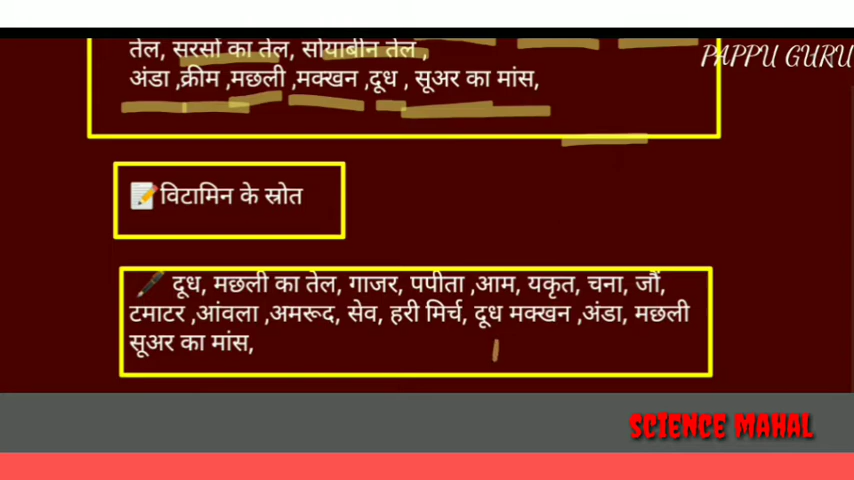 तेल, सरसों का तेल, सोयाबीन तेल ,
PAPPU GURU
अंडा ,क्रीम ,मछली ,मक्खन ,दूध , सूअर का मांस,
विटामिन के स्रोत
दूध, मछली का तेल, गाजर, पपीता ,आम, यकृत, चना, जौं,
टमाटर ,आंवला ,अमरूद, सेव, हरी मिर्च, दूध मक्खन ,अंडा, मछली
सूअर का मांस,
SCIENCE MAHAL